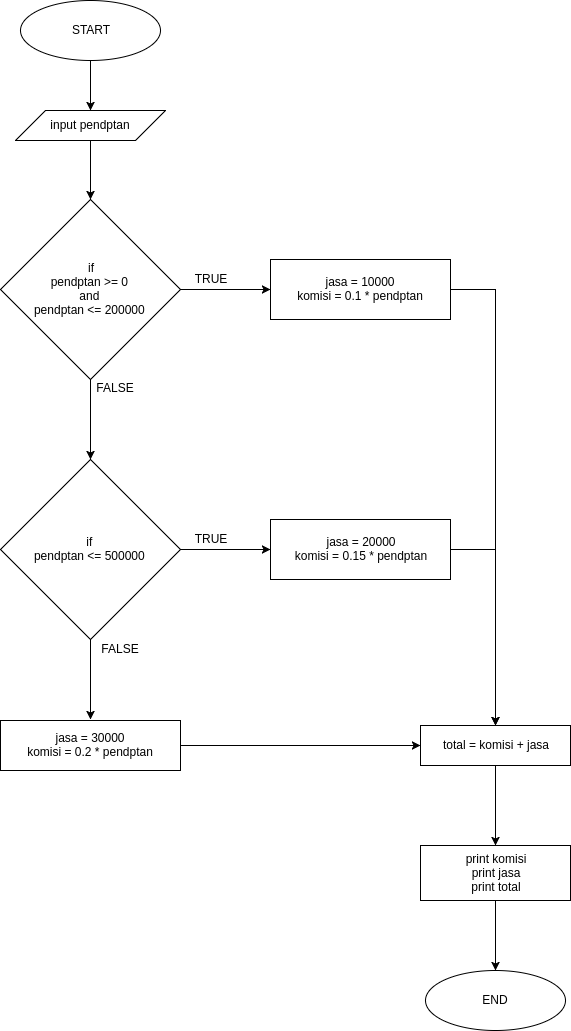 START
input pendptan
if
pendptan >= 0
and
pendptan <= 200000
TRUE
jasa = 10000
komisi = 0.1 * pendptan
FALSE
if
pendptan <= 500000
TRUE
jasa = 20000
komisi = 0.15 * pendptan
FALSE
jasa = 30000
komisi = 0.2 * pendptan
total = komisi + jasa
print komisi
print jasa
print total
END